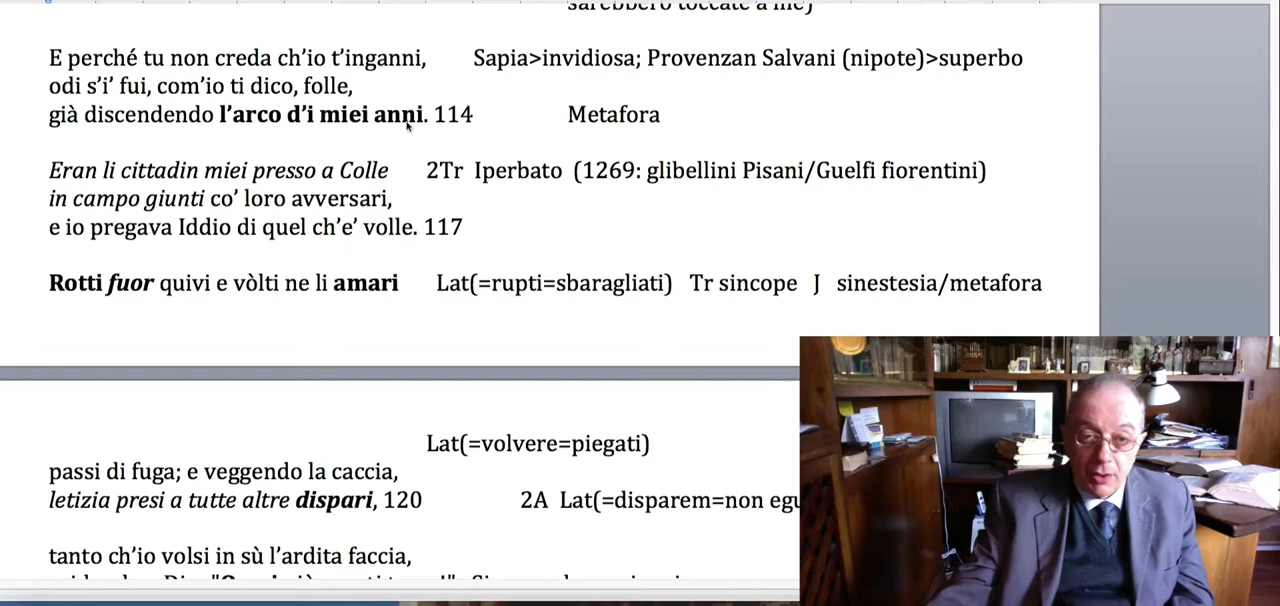 sarebbero toccate a me)
E perché tu non creda ch’io t’inganni, Sapia>invidiosa; Provenzan Salvani (nipote)>superbo
odi s’i’ fui, com’io ti dico, folle,
già discendendo l’arco d’i miei anni. 114 Metafora
Eran li cittadin miei presso a Colle 2Tr Iperbato (1269: glibellini Pisani/Guelfi fiorentini)
in campo giunti co’ loro avversari,
e io pregava Iddio di quel ch’e’ volle. 117
Rotti fuor quivi e vòlti ne li amari Lat(=rupti=sbaragliati) Tr sincope J sinestesia/metafora
Lat(=volvere=piegati)
passi di fuga; e veggendo la caccia,
letizia presi a tutte altre dispari, 120 2A Lat(=disparem=non egu
tanto ch’io volsi in sù l’ardita faccia,